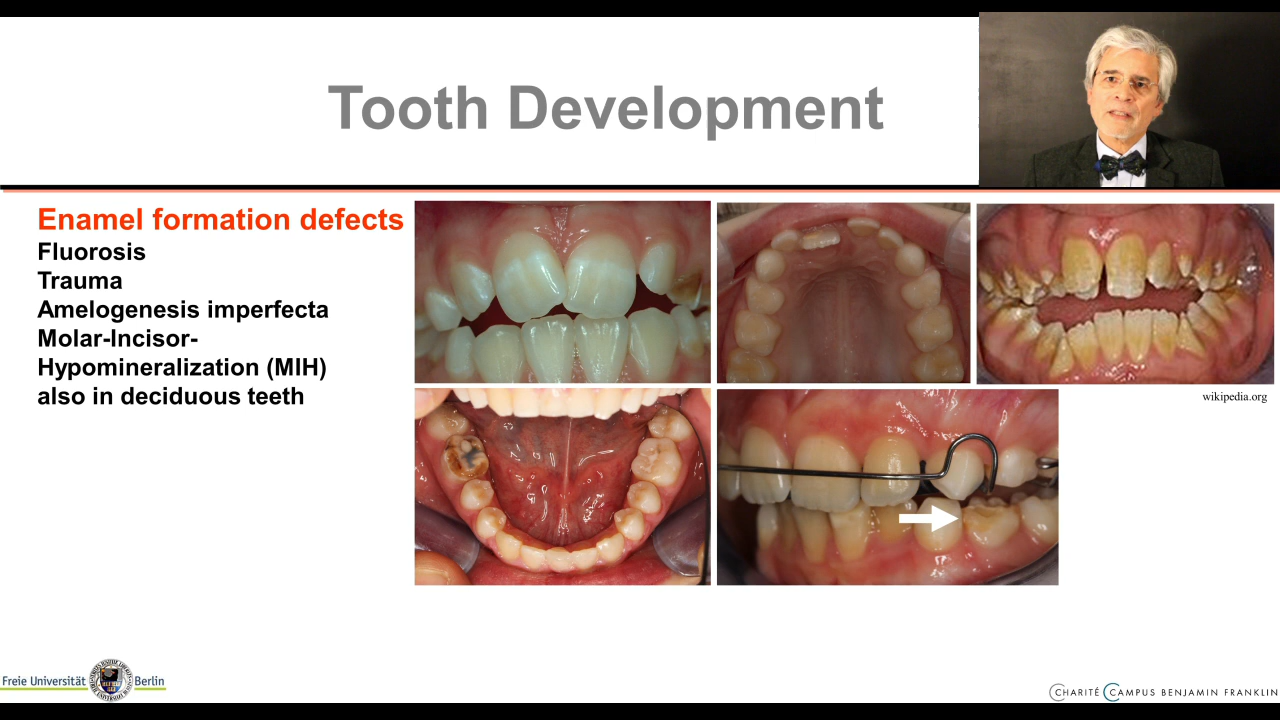 Tooth Development
Enamel formation defects
Fluorosis
Trauma
Amelogenesis imperfecta
Molar-Incisor-
Hypomineralization (MIH)
also in deciduous teeth
wikipedia.org
Freie Universität Berlin
CHARITÉ CAMPUS BENJAMIN FRANKLIN